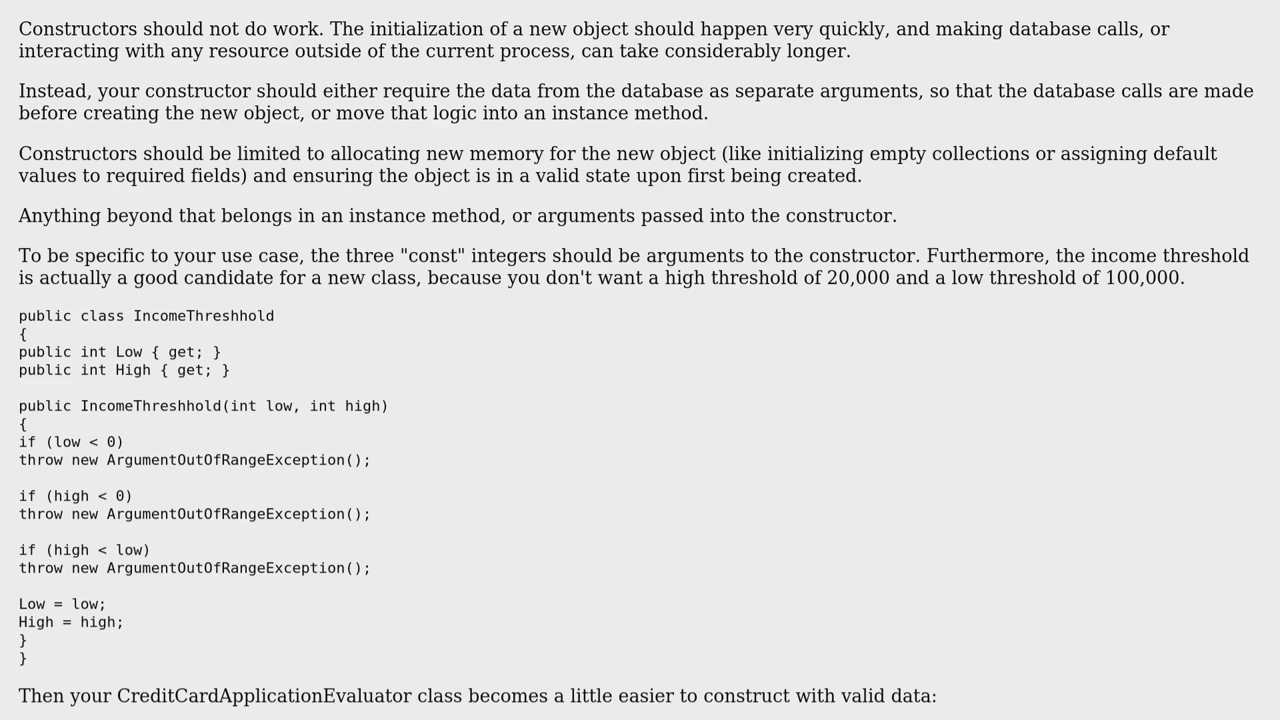 Constructors should not do work. The initialization of a new object should happen very quickly, and making database calls, or
interacting with any resource outside of the current process, can take considerably longer.
Instead, your constructor should either require the data from the database as separate arguments, so that the database calls are made
before creating the new object, or move that logic into an instance method.
Constructors should be limited to allocating new memory for the new object (like initializing empty collections or assigning default
values to required fields) and ensuring the object is in a valid state upon first being created.
Anything beyond that belongs in an instance method, or arguments passed into the constructor.
To be specific to your use case, the three "const" integers should be arguments to the constructor. Furthermore, the income threshold
is actually a good candidate for a new class, because you don't want a high threshold of 20,000 and a low threshold of 100,000.
public class IncomeThreshhold
{
public int Low { get; }
public int High { get; }
public IncomeThreshhold(int low, int high)
{
if (low < 0)
throw new ArgumentOutOfRangeException();
if (high < 0)
throw new ArgumentOutOfRangeException();
if (high < low)
throw new ArgumentOutOfRangeException();
Low = low;
High = high;
}
}
Then your CreditCardApplicationEvaluator class becomes a little easier to construct with valid data: